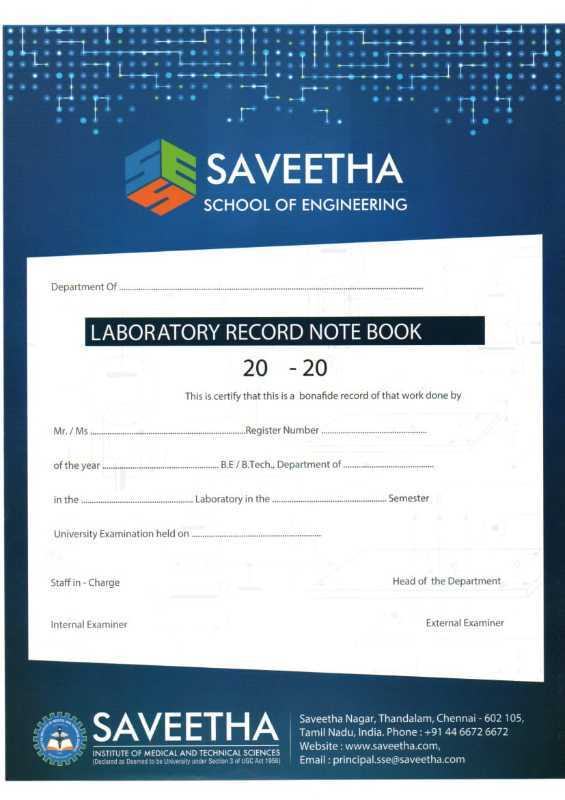 SSE
SAVEETHA
SCHOOL OF ENGINEERING
Department Of ................................................................
LABORATORY RECORD NOTE BOOK
20 - 20
This is certify that this is a bonafide record of that work done by
Mr. / Ms ................................ Register Number ................................
of the year ................................ B.E / B.Tech., Department of ................................
in the ................................ Laboratory in the ................................ Semester
University Examination held on ................................
Staff in - Charge Head of the Department
Internal Examiner External Examiner
SAVEETHA
INSTITUTE OF MEDICAL AND TECHNICAL SCIENCES
(Declared as Deemed to be University under Section 3 of UGC Act 1956)
Saveetha Nagar, Thandalam, Chennai - 602 105,
Tamil Nadu, India. Phone : +91 44 6672 6672
Website : www.saveetha.com,
Email : principal.sse@saveetha.com